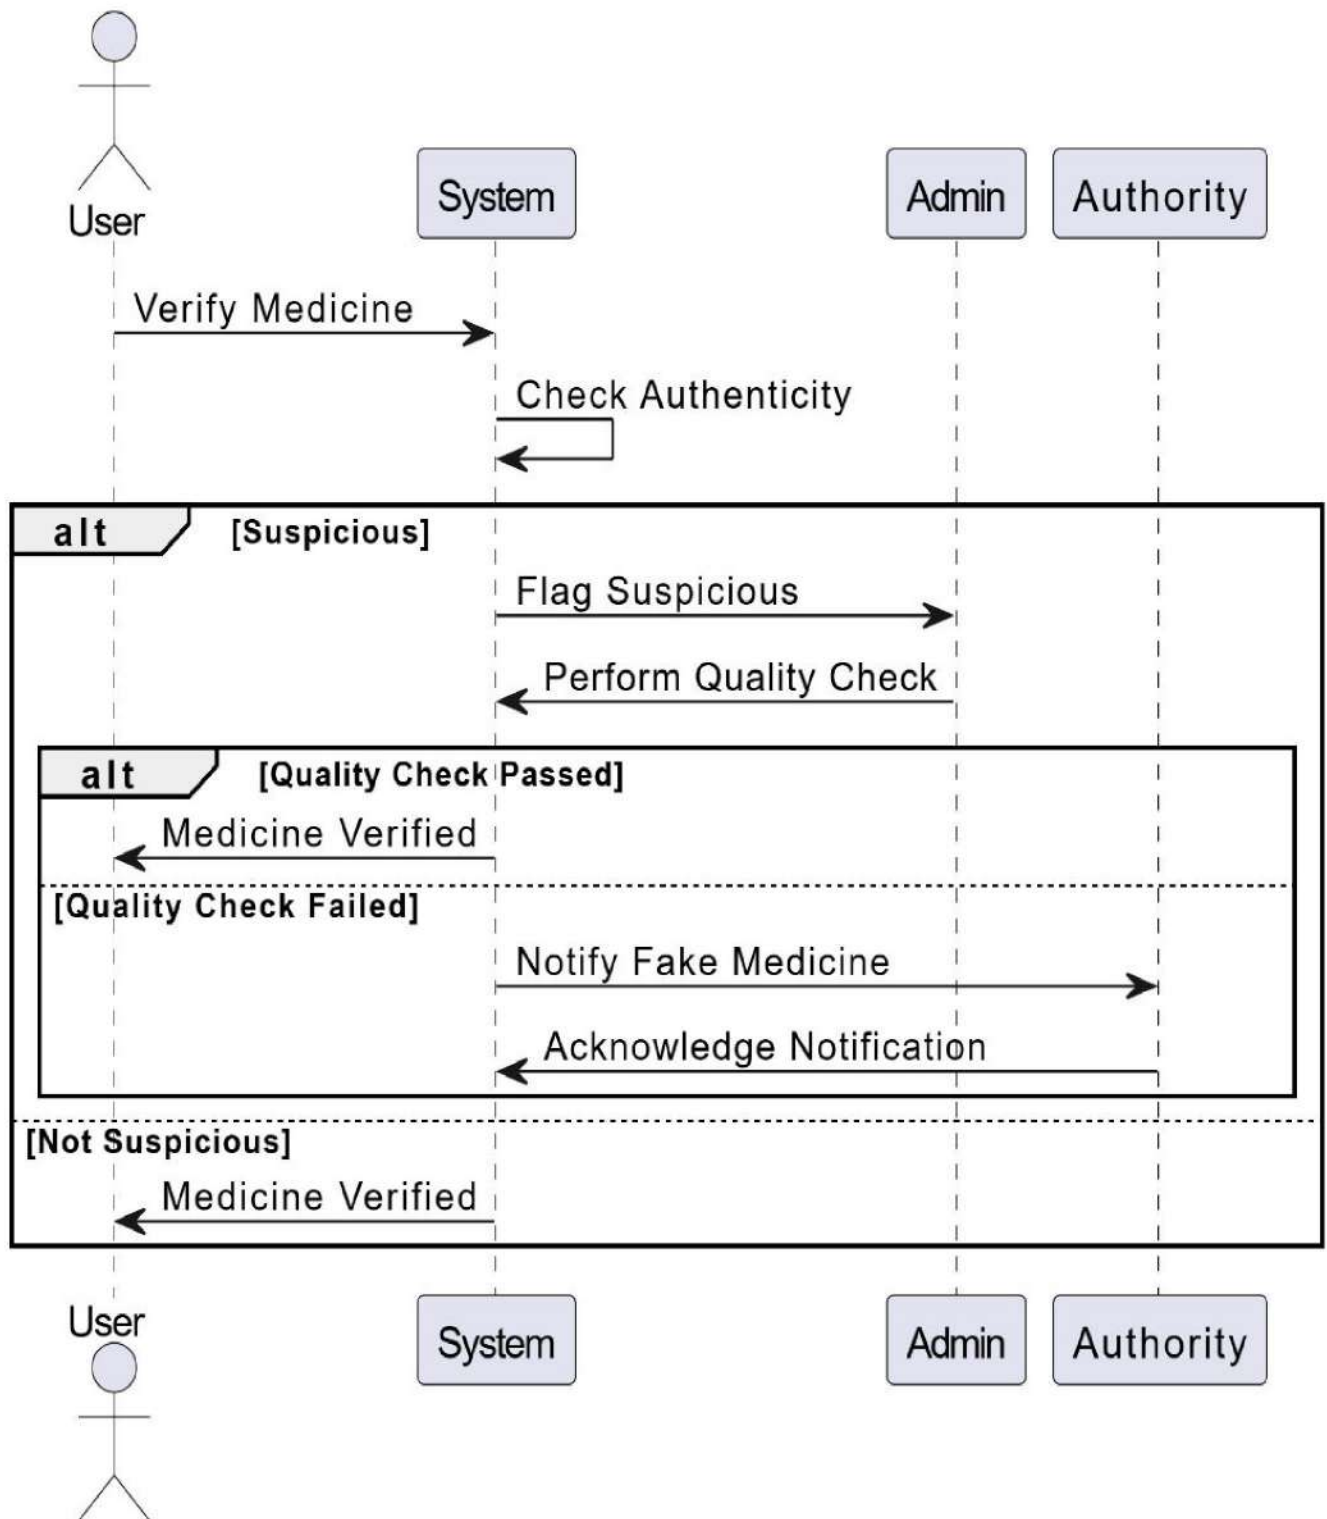 User
System
Admin
Authority
Verify Medicine
Check Authenticity
alt
[Suspicious]
Flag Suspicious
Perform Quality Check
alt
[Quality Check Passed]
Medicine Verified
[Quality Check Failed]
Notify Fake Medicine
Acknowledge Notification
[Not Suspicious]
Medicine Verified
User
System
Admin
Authority